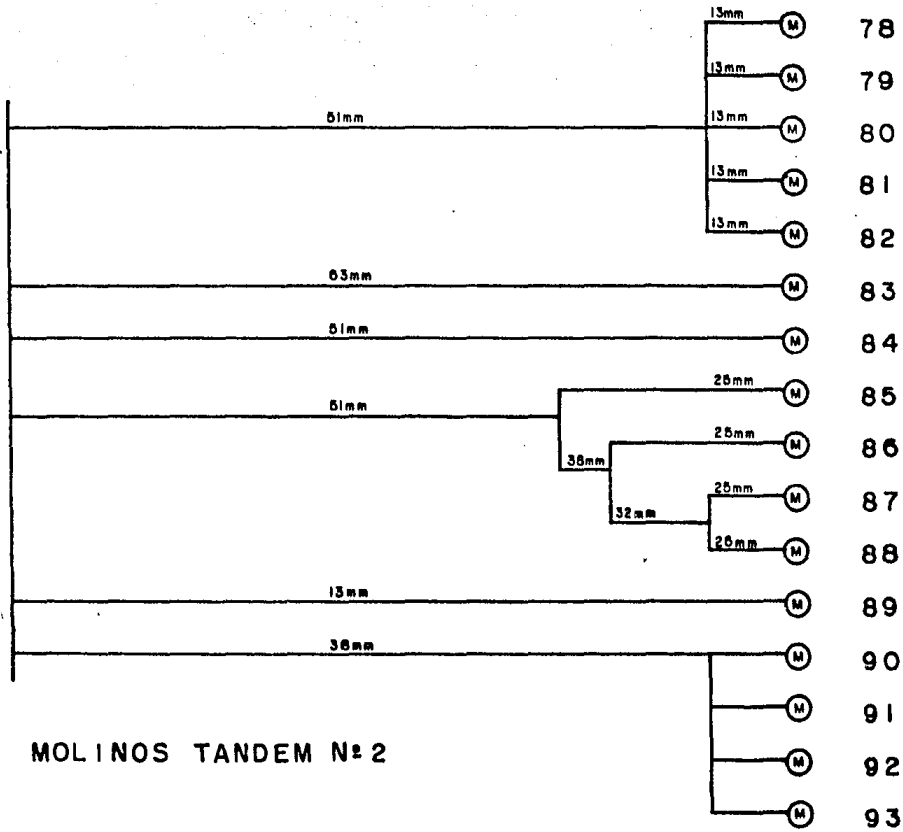 13mm M 78
13mm M 79
51mm 13mm M 80
13mm M 81
13mm M 82
63mm M 83
51mm M 84
25mm M 85
51mm
25mm M 86
38mm
25mm M 87
32mm
25mm M 88
13mm M 89
38mm M 90
M 91
M 92
M 93
MOLINOS TANDEM Nº 2